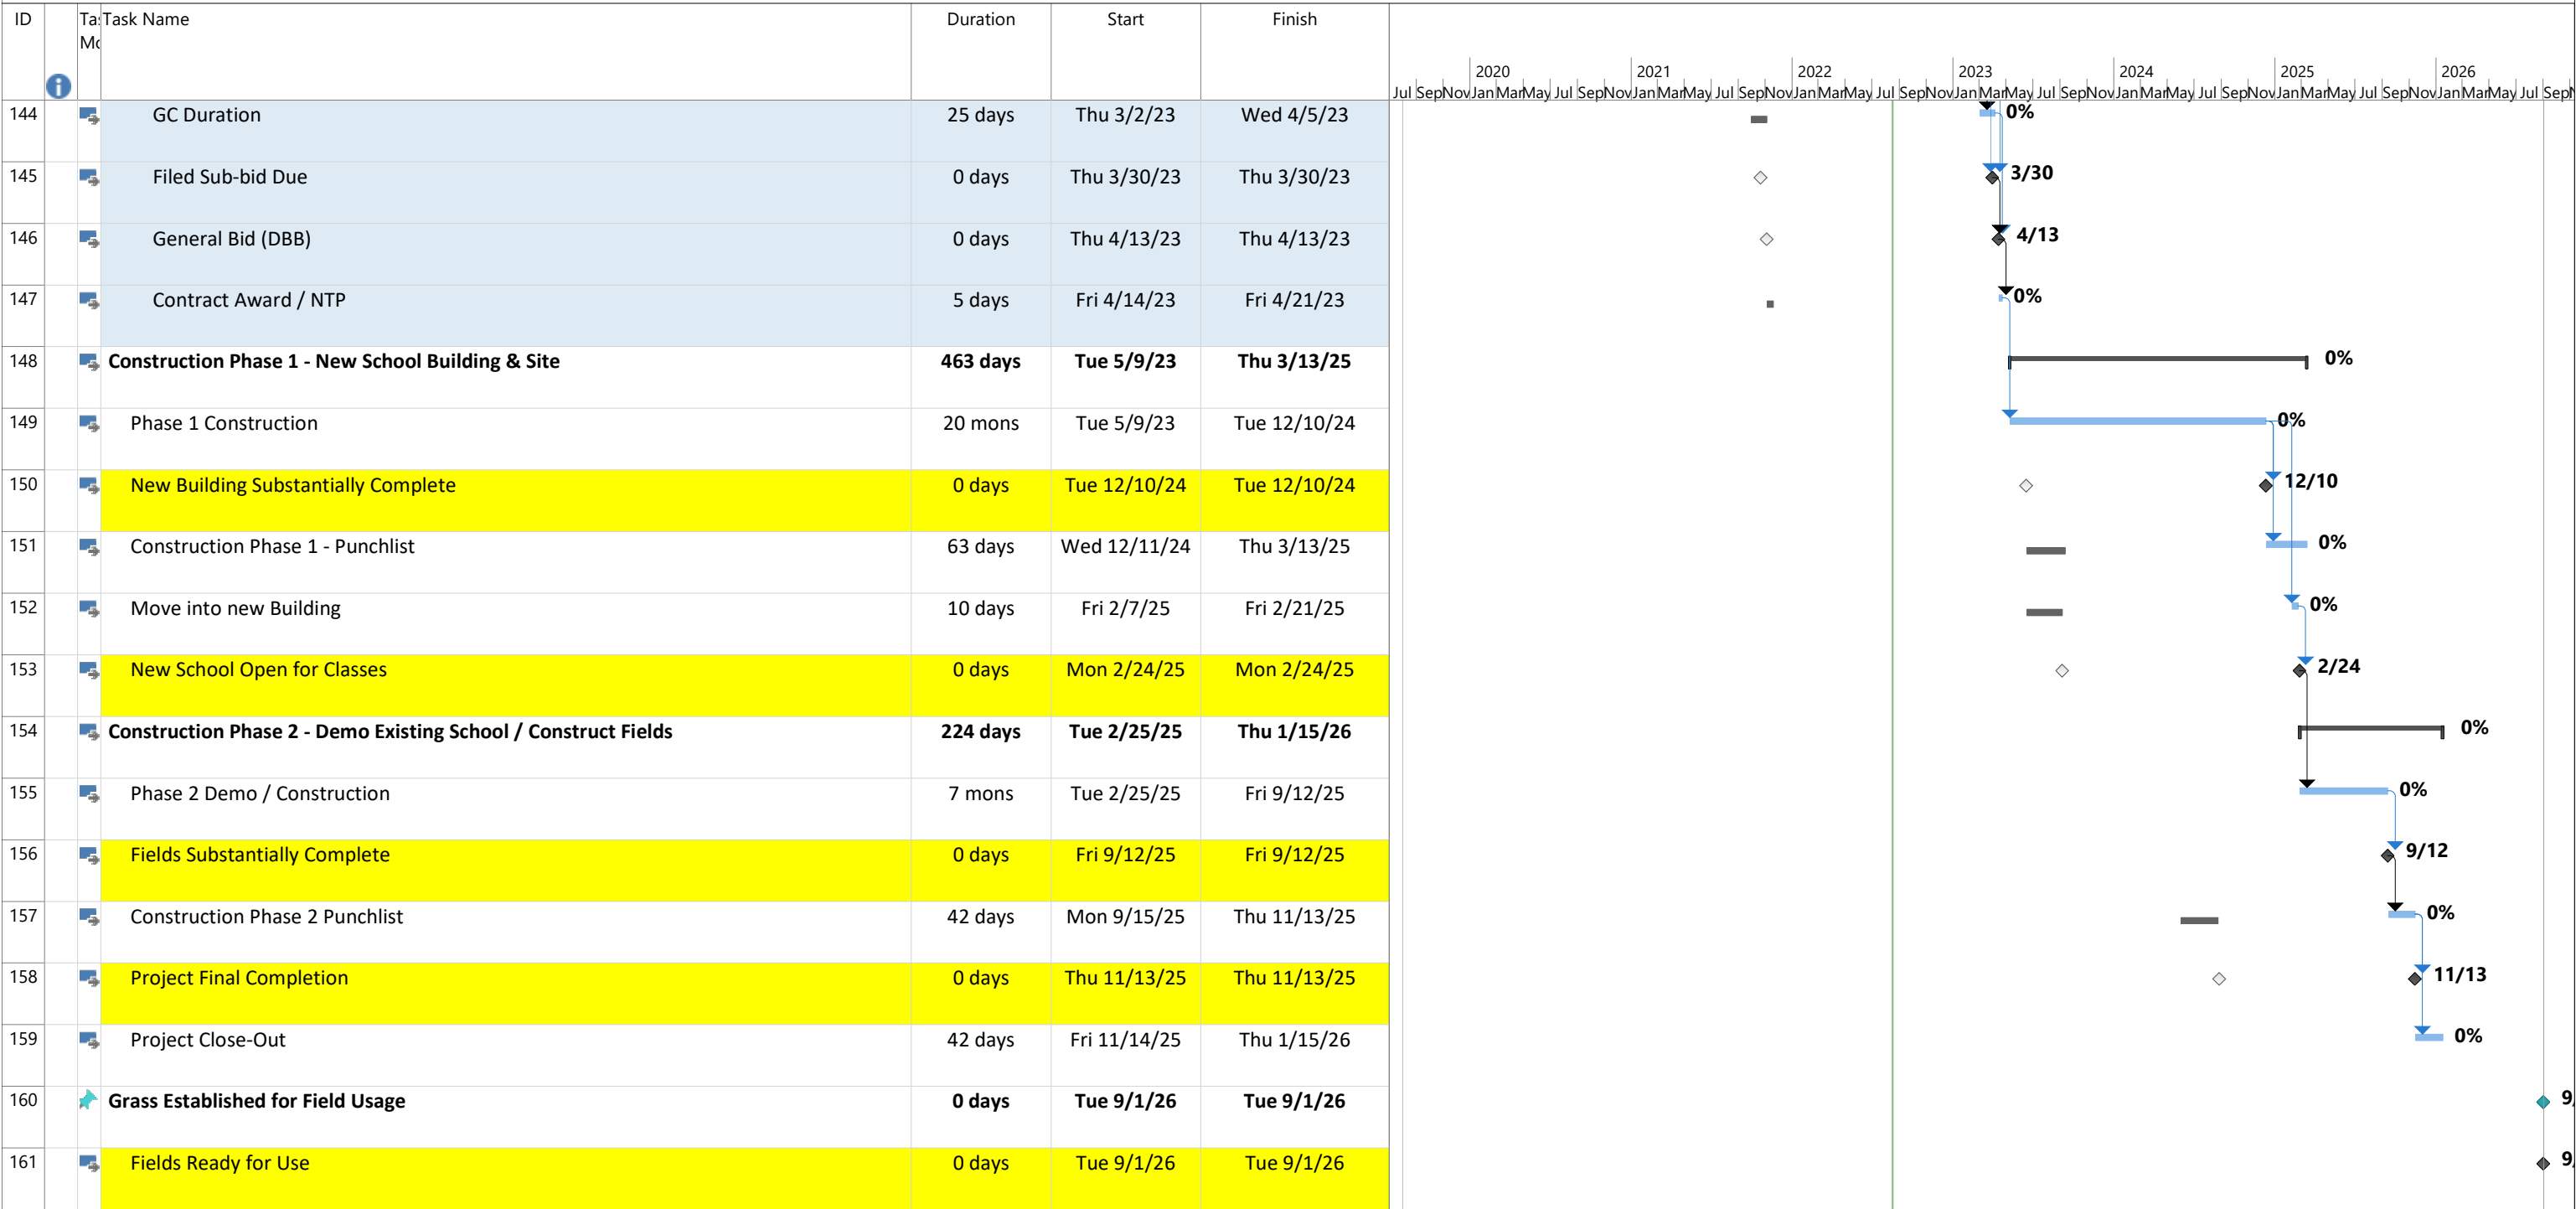 ID Ta: Task Name Duration Start Finish
Mo
2020 2021 2022 2023 2024 2025 2026
Jul Sep Nov Jan Mar May Jul Sep Nov Jan Mar May Jul Sep Nov Jan Mar May Jul Sep Nov Jan Mar May Jul Sep Nov Jan Mar May Jul Sep Nov Jan Mar May Jul Sep Nov Jan Mar May Jul Sep N
144 GC Duration 25 days Thu 3/2/23 Wed 4/5/23 0%
145 Filed Sub-bid Due 0 days Thu 3/30/23 Thu 3/30/23 3/30
146 General Bid (DBB) 0 days Thu 4/13/23 Thu 4/13/23 4/13
147 Contract Award / NTP 5 days Fri 4/14/23 Fri 4/21/23 0%
148 Construction Phase 1 - New School Building & Site 463 days Tue 5/9/23 Thu 3/13/25 0%
149 Phase 1 Construction 20 mons Tue 5/9/23 Tue 12/10/24 0%
150 New Building Substantially Complete 0 days Tue 12/10/24 Tue 12/10/24 12/10
151 Construction Phase 1 - Punchlist 63 days Wed 12/11/24 Thu 3/13/25 0%
152 Move into new Building 10 days Fri 2/7/25 Fri 2/21/25 0%
153 New School Open for Classes 0 days Mon 2/24/25 Mon 2/24/25 2/24
154 Construction Phase 2 - Demo Existing School / Construct Fields 224 days Tue 2/25/25 Thu 1/15/26 0%
155 Phase 2 Demo / Construction 7 mons Tue 2/25/25 Fri 9/12/25 0%
156 Fields Substantially Complete 0 days Fri 9/12/25 Fri 9/12/25 9/12
157 Construction Phase 2 Punchlist 42 days Mon 9/15/25 Thu 11/13/25 0%
158 Project Final Completion 0 days Thu 11/13/25 Thu 11/13/25 11/13
159 Project Close-Out 42 days Fri 11/14/25 Thu 1/15/26 0%
160 Grass Established for Field Usage 0 days Tue 9/1/26 Tue 9/1/26 9/
161 Fields Ready for Use 0 days Tue 9/1/26 Tue 9/1/26 9/